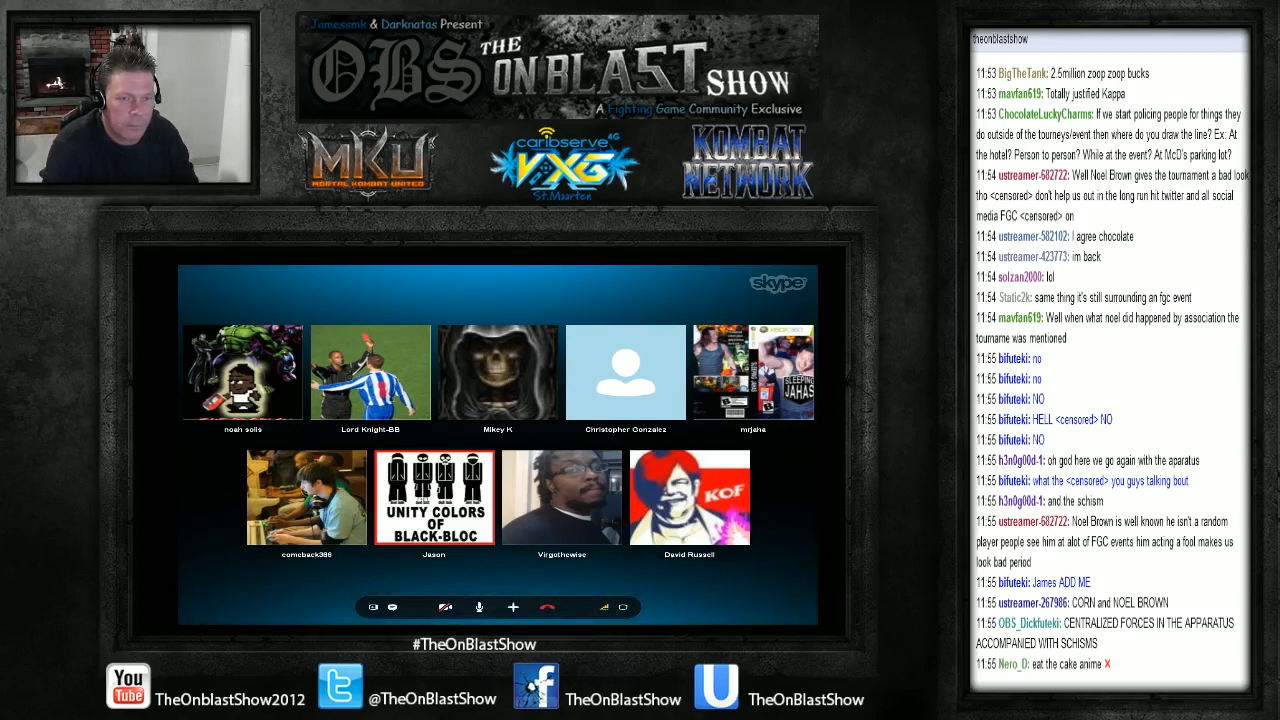 Jamessmk & Darknatas Present
OBS THE ON BLAST SHOW
A Fighting Game Community Exclusive
MKU
MORTAL KOMBAT UNITED
caribserve 4G
VXG
St.Maarten
KOMBAT
NETWORK
skype
XBOX 360
SLEEPING
JAHAS
noah solis
Lord Knight-BB
Mikey K
Christopher Gonzalez
mrjaha
UNITY COLORS
OF
BLACK-BLOC
KOF
comeback386
Jason
Virgothewise
David Russell
#TheOnBlastShow
You
Tube
TheOnblastShow2012
@TheOnBlastShow
TheOnBlastShow
TheOnBlastShow
theonblastshow
11:53 BigTheTank: 2.5million zoop zoop bucks
11:53 mavfan619: Totally justified Kappa
11:53 ChocolateLuckyCharms: If we start policing people for things they
do outside of the tourneys/event then where do you draw the line? Ex: At
the hotel? Person to person? While at the event? At McD's parking lot?
11:54 ustreamer-682722: Well Noel Brown gives the tournament a bad look
tho <censored> don't help us out in the long run hit twitter and all social
media FGC <censored> on
11:54 ustreamer-582102: I agree chocolate
11:54 ustreamer-423773: im back
11:54 solzan2000: lol
11:54 Static2k: same thing it's still surrounding an fgc event
11:54 mavfan619: Well when what noel did happened by association the
tourname was mentioned
11:55 bifuteki: no
11:55 bifuteki: no
11:55 bifuteki: NO
11:55 bifuteki: HELL <censored> NO
11:55 bifuteki: NO
11:55 h3n0g00d-1: oh god here we go again with the aparatus
11:55 bifuteki: what the <censored> you guys talking bout
11:55 h3n0g00d-1: and the schism
11:55 ustreamer-682722: Noel Brown is well known he isn't a random
player people see him at alot of FGC events him acting a fool makes us
look bad period
11:55 bifuteki: James ADD ME
11:55 ustreamer-267986: CORN and NOEL BROWN
11:55 OBS_Dickfuteki: CENTRALIZED FORCES IN THE APPARATUS
ACCOMPANIED WITH SCHISMS
11:55 Nero_D: eat the cake anime X